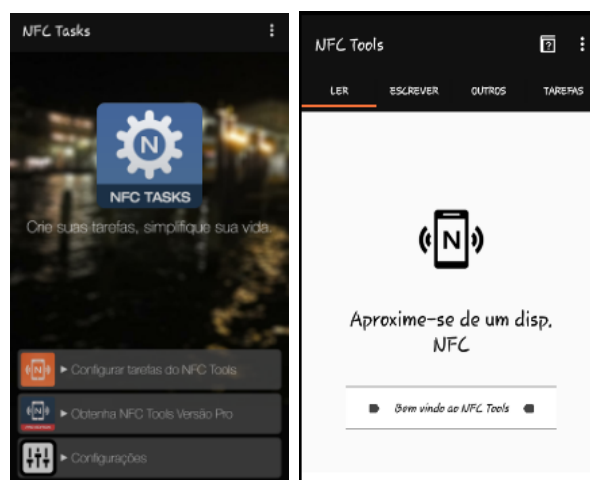 NFC Tasks
N
NFC TASKS
Crie suas tarefas, simplifique sua vida.
N
▸ Configurar tarefas do NFC Tools
N
▸ Obtenha NFC Tools Versão Pro
▸ Configurações
NFC Tools
?
LER ESCREVER OUTROS TAREFAS
N
Aproxime-se de um disp.
NFC
Bem vindo ao NFC Tools